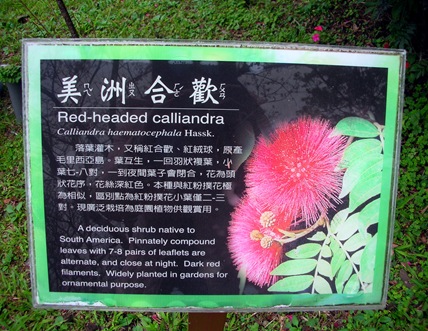 美洲合歡
Red-headed calliandra
Calliandra haematocephala Hassk.
落葉灌木，又稱紅合歡、紅絨球，原產
毛里西亞島。葉互生，一回羽狀複葉，小
葉七-八對，一到夜間葉子會閉合，花為頭
狀花序，花絲深紅色。本種與紅粉撲花極
為相似，區別點為紅粉撲花小葉僅二-三
對。現廣泛栽培為庭園植物供觀賞用。
A deciduous shrub native to
South America. Pinnately compound
leaves with 7-8 pairs of leaflets are
alternate, and close at night. Dark red
filaments. Widely planted in gardens for
ornamental purpose.